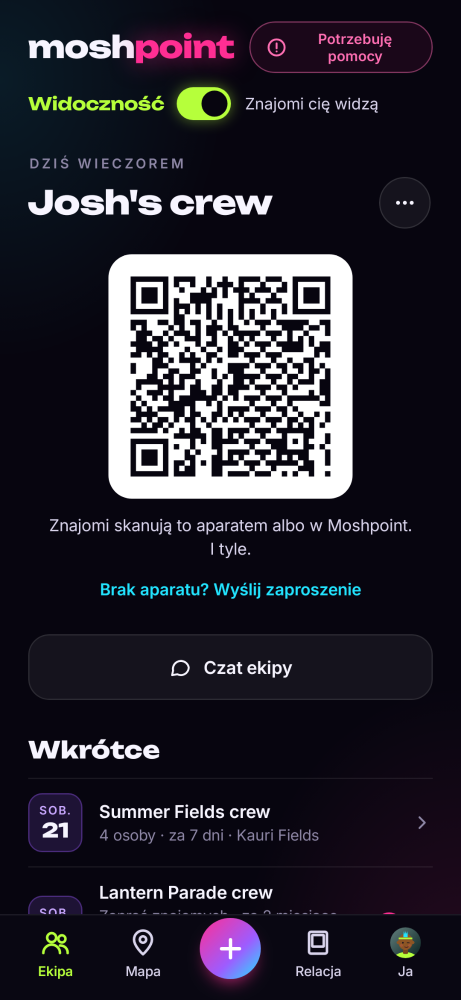 moshpoint
Potrzebuję
pomocy
Widoczność
Znajomi cię widzą
DZIŚ WIECZOREM
Josh's crew
Znajomi skanują to aparatem albo w Moshpoint.
I tyle.
Brak aparatu? Wyślij zaproszenie
Czat ekipy
Wkrótce
SOB.
21
Summer Fields crew
4 osoby · za 7 dni · Kauri Fields
SOB.
Lantern Parade crew
Ekipa
Mapa
Relacja
Ja